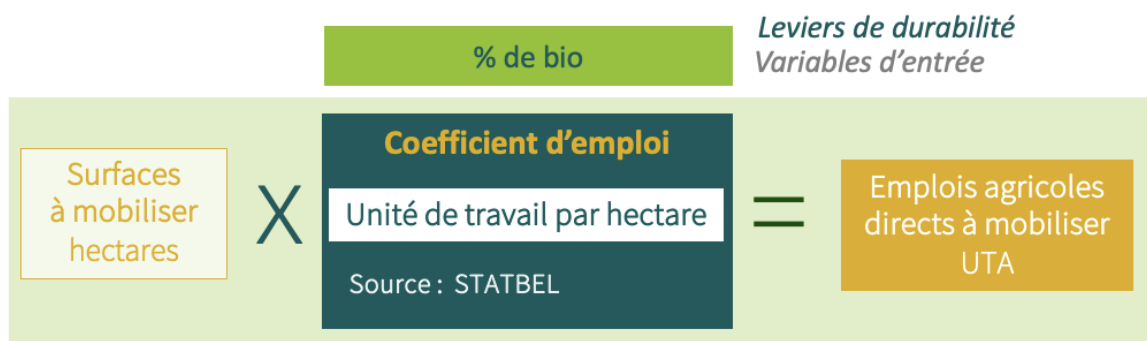 Leviers de durabilité
% de bio
Variables d’entrée
Coefficient d’emploi
Surfaces
à mobiliser
hectares
X
Unité de travail par hectare
=
Emplois agricoles
directs à mobiliser
UTA
Source : STATBEL